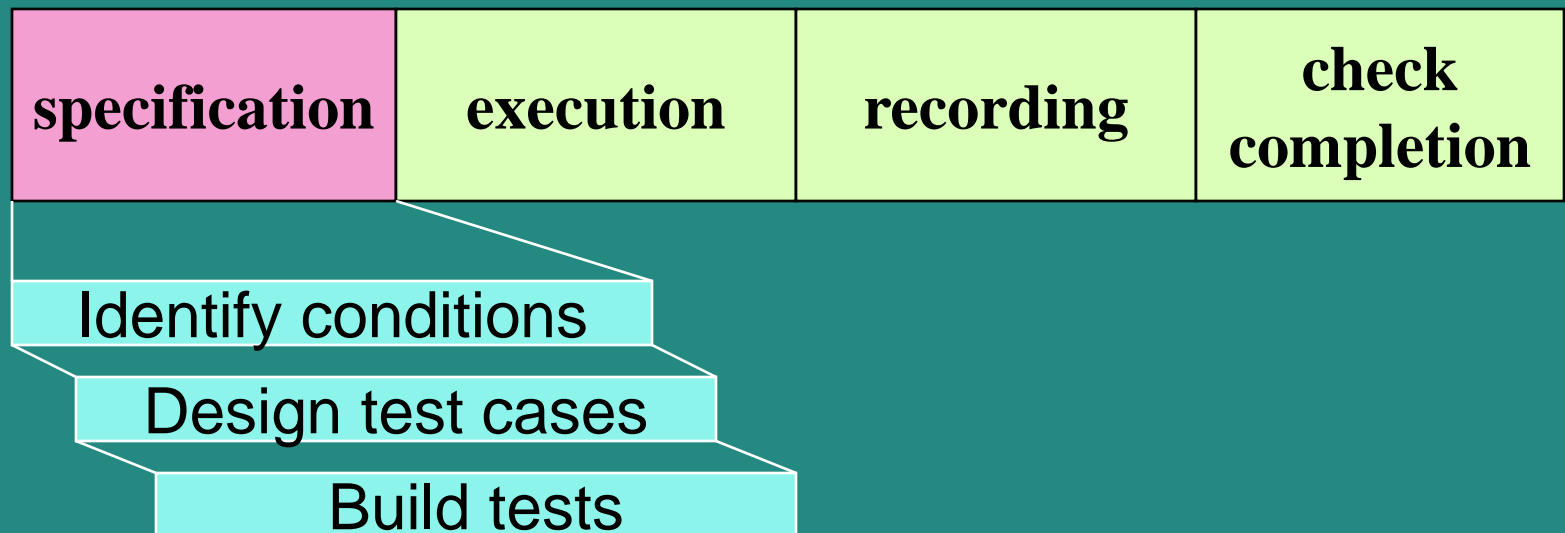 specification
execution
recording
check
completion
Identify conditions
Design test cases
Build tests